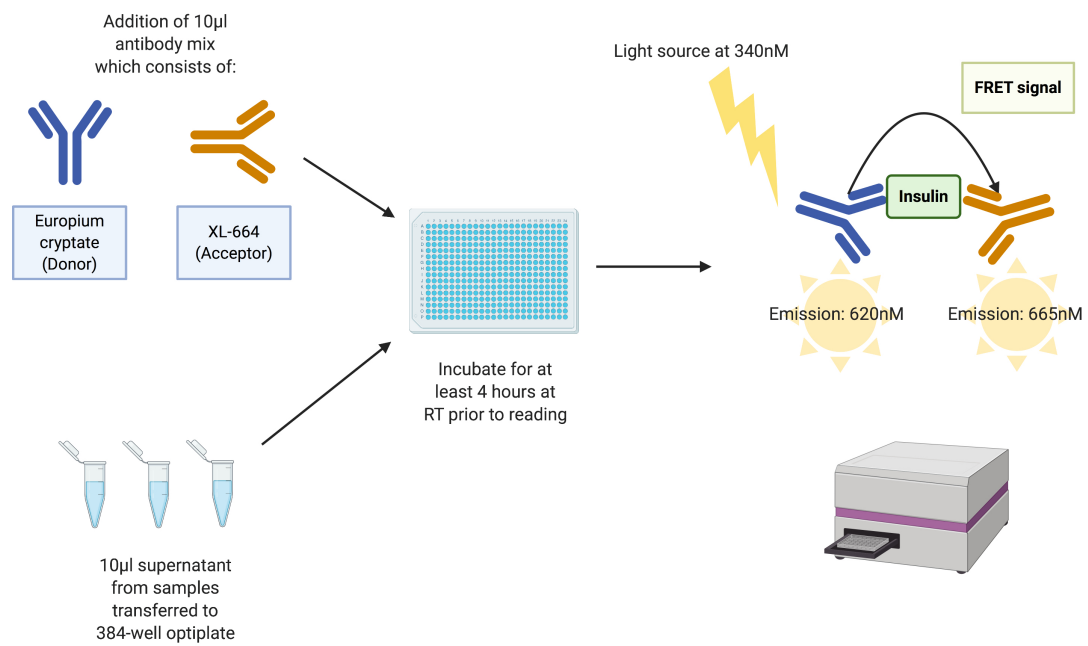 Addition of 10µl
antibody mix
which consists of:
Europium
cryptate
(Donor)
XL-664
(Acceptor)
10µl supernatant
from samples
transferred to
384-well optiplate
Incubate for at
least 4 hours at
RT prior to reading
Light source at 340nM
FRET signal
Insulin
Emission: 620nM
Emission: 665nM